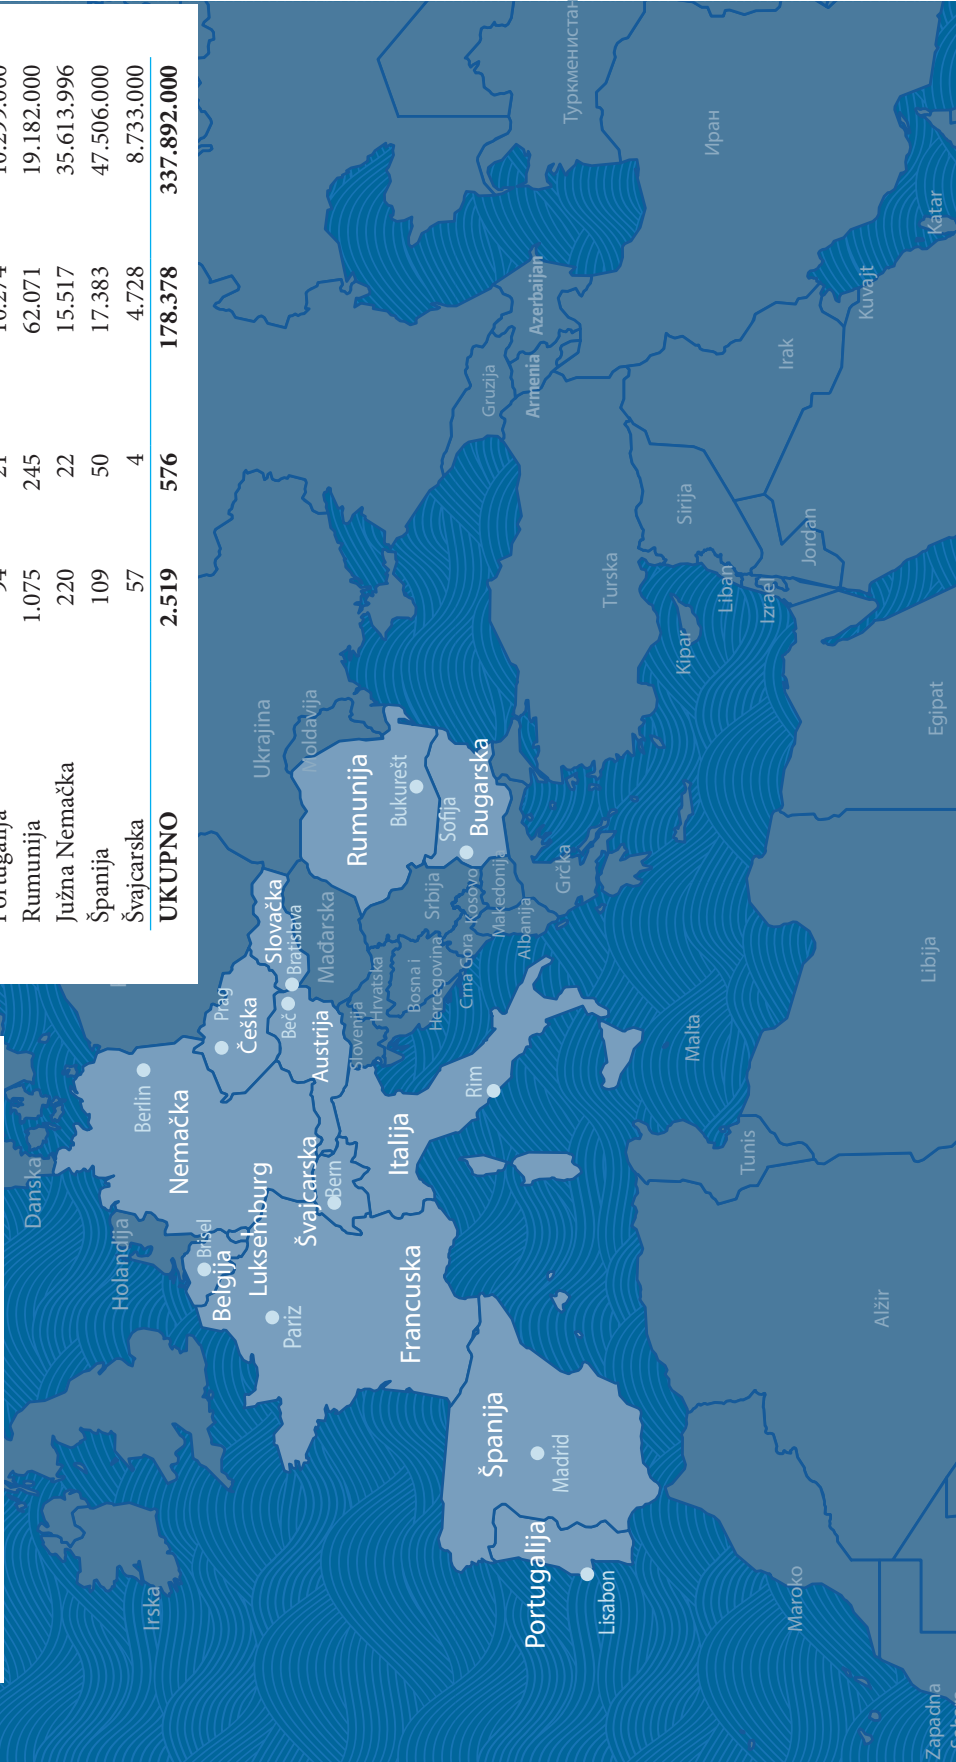 Rumunija 1.075 245 62.071 19.182.000
Južna Nemačka 220 22 15.517 35.613.996
Španija 109 50 17.383 47.506.000
Švajcarska 57 4 4.728 8.733.000
UKUPNO 2.519 576 178.378 337.892.000
Irska
Danska
Holandija
Berlin
Nemačka
Brisel
Belgija
Luksemburg
Pariz
Prag
Češka
Slovačka
Bratislava
Beč
Austrija
Švajcarska
Bern
Francuska
Italija
Rim
Španija
Madrid
Portugalija
Lisabon
Ukrajina
Moldavija
Rumunija
Bukurešt
Mađarska
Slovenija
Hrvatska
Bosna i
Hercegovina
Srbija
Crna Gora
Kosovo
Makedonija
Albanija
Sofija
Bugarska
Grčka
Turska
Gruzija
Armenia
Azerbaijan
Туркменистан
Иран
Irak
Kuvajt
Katar
Sirija
Liban
Izrael
Jordan
Kipar
Egipat
Libija
Malta
Tunis
Alžir
Maroko
Zapadna